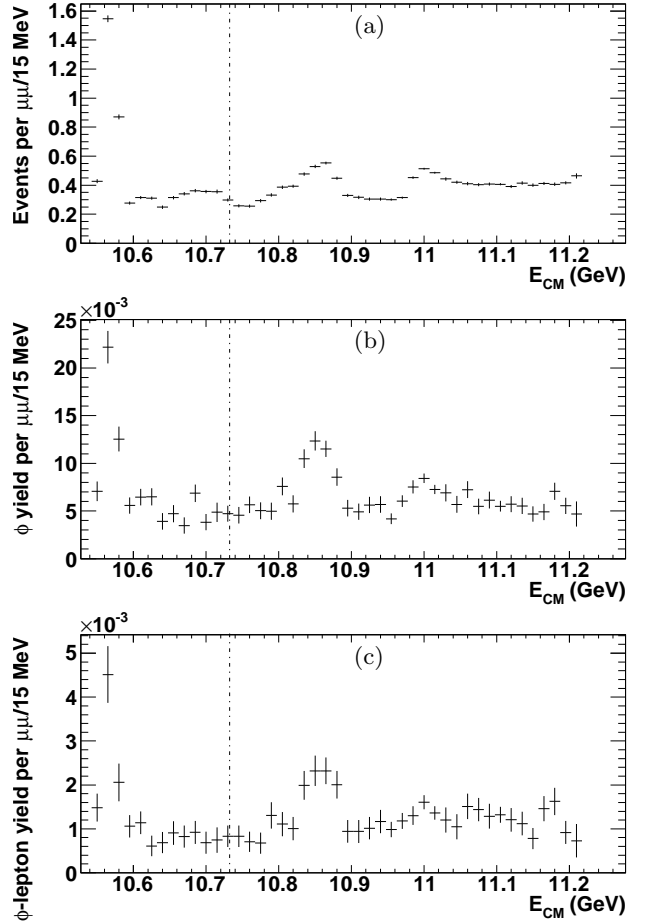 (a)
Events per μμ/15 MeV
1.6
1.4
1.2
1
0.8
0.6
0.4
0.2
0
10.6 10.7 10.8 10.9 11 11.1 11.2
E_CM (GeV)
×10⁻³
(b)
ϕ yield per μμ/15 MeV
25
20
15
10
5
0
10.6 10.7 10.8 10.9 11 11.1 11.2
E_CM (GeV)
×10⁻³
(c)
ϕ-lepton yield per μμ/15 MeV
5
4
3
2
1
0
10.6 10.7 10.8 10.9 11 11.1 11.2
E_CM (GeV)